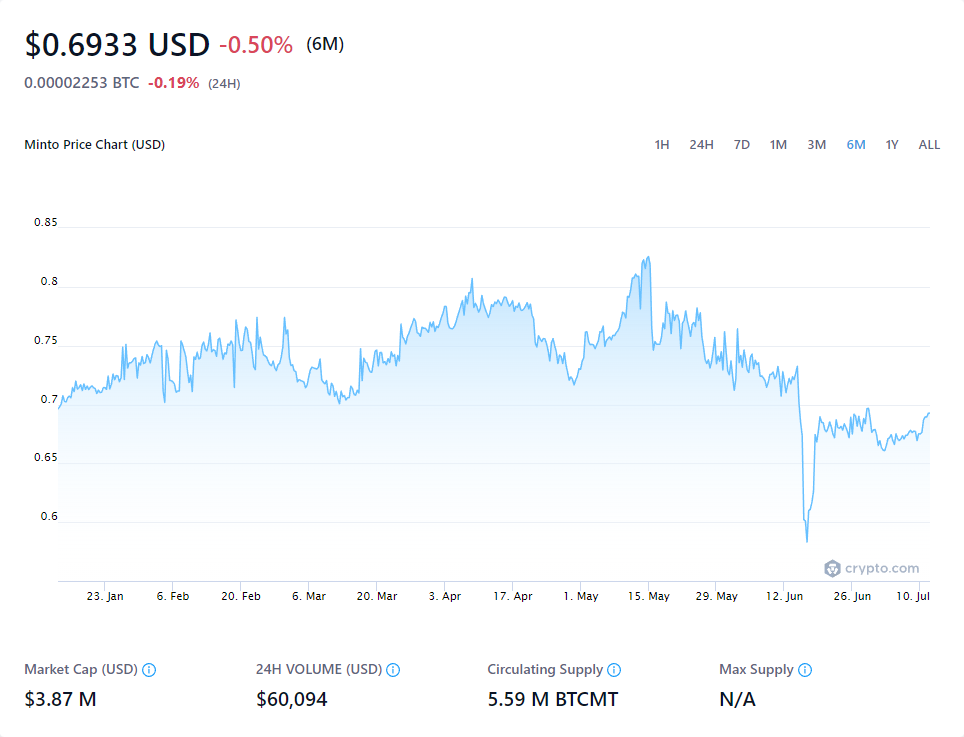 $0.6933 USD -0.50% (6M)
0.00002253 BTC -0.19% (24H)
Minto Price Chart (USD) 1H 24H 7D 1M 3M 6M 1Y ALL
0.85
0.8
0.75
0.7
0.65
0.6
crypto.com
23. Jan 6. Feb 20. Feb 6. Mar 20. Mar 3. Apr 17. Apr 1. May 15. May 29. May 12. Jun 26. Jun 10. Jul
Market Cap (USD) 24H VOLUME (USD) Circulating Supply Max Supply
$3.87 M $60,094 5.59 M BTCMT N/A